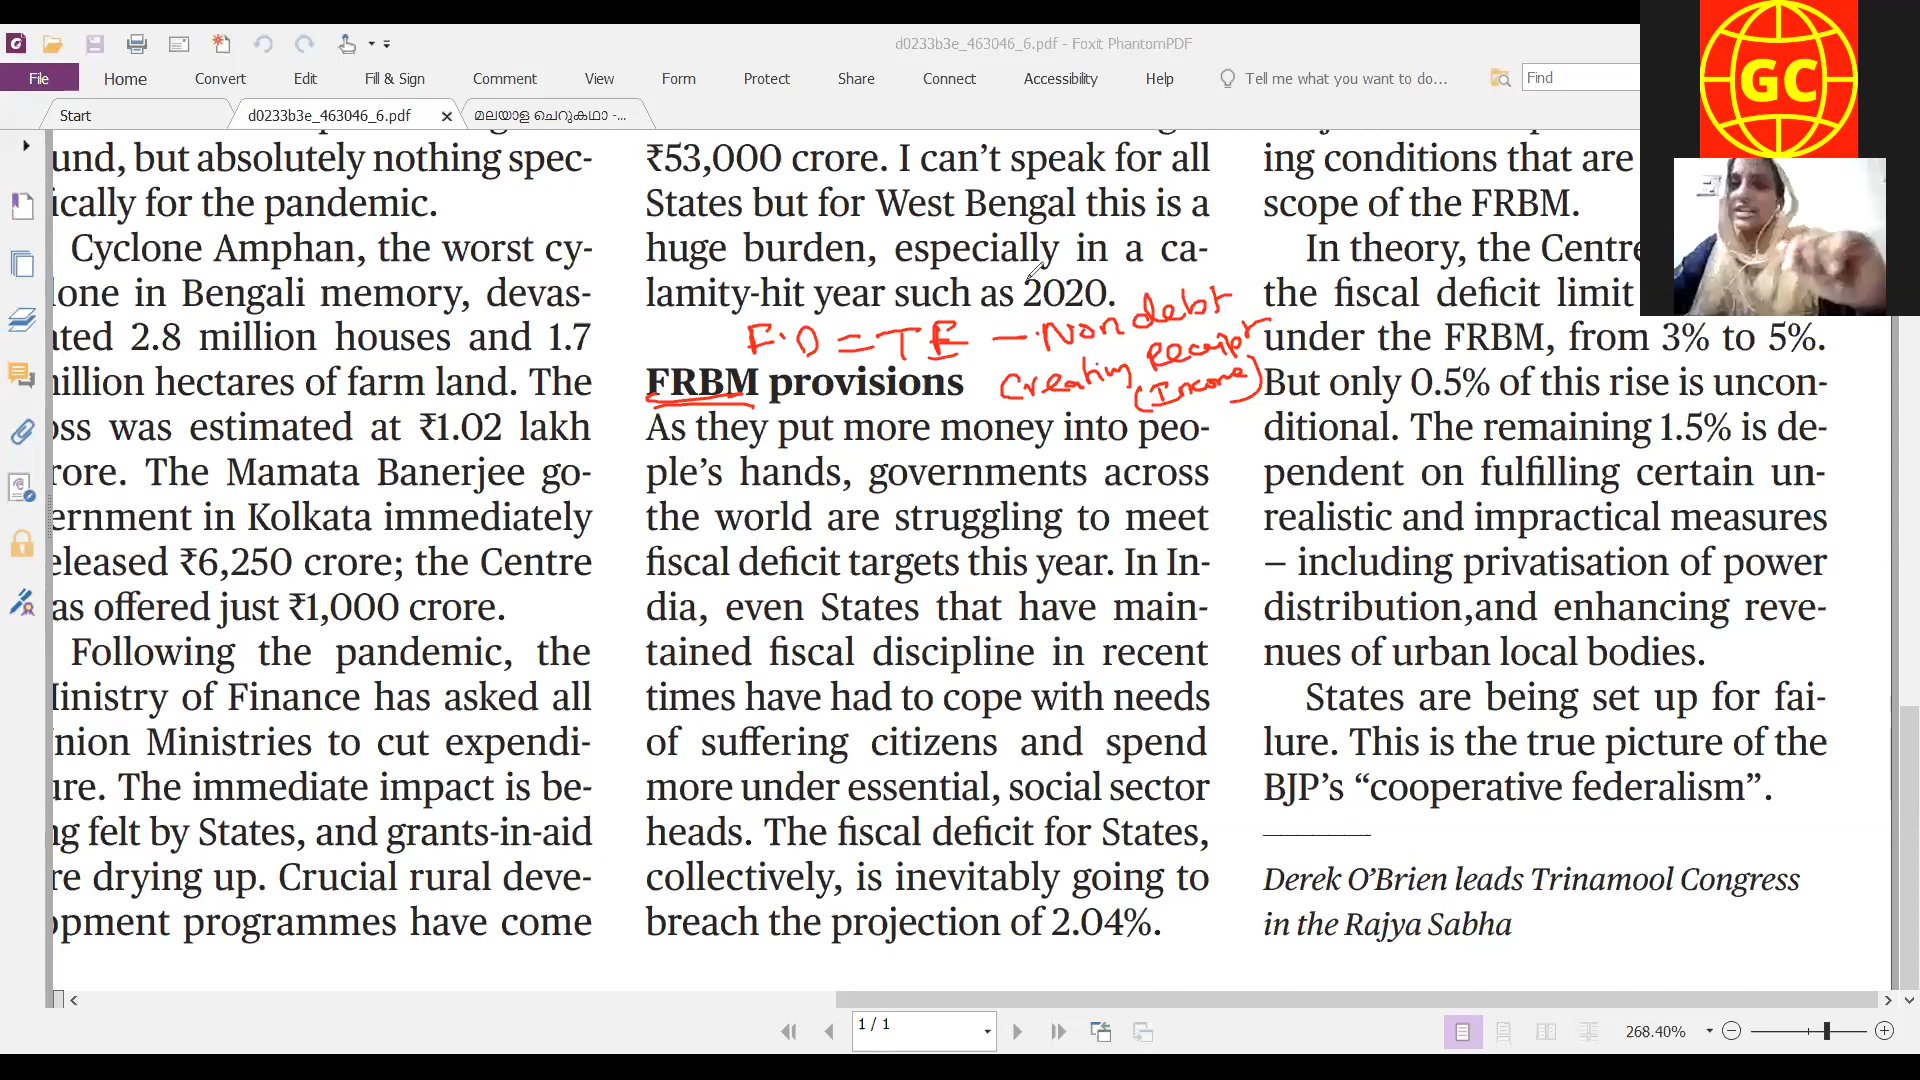 d0233b3e_463046_6.pdf - Foxit PhantomPDF
File Home Convert Edit Fill & Sign Comment View Form Protect Share Connect Accessibility Help Tell me what you want to do... Find
GC
Start d0233b3e_463046_6.pdf മലയാള ചെറുകഥാ -...
und, but absolutely nothing spec-
ically for the pandemic.
Cyclone Amphan, the worst cy-
lone in Bengali memory, devas-
ated 2.8 million houses and 1.7
illion hectares of farm land. The
oss was estimated at ₹1.02 lakh
rore. The Mamata Banerjee go-
ernment in Kolkata immediately
eleased ₹6,250 crore; the Centre
as offered just ₹1,000 crore.
Following the pandemic, the
inistry of Finance has asked all
nion Ministries to cut expendi-
ure. The immediate impact is be-
ng felt by States, and grants-in-aid
re drying up. Crucial rural deve-
opment programmes have come
₹53,000 crore. I can't speak for all
States but for West Bengal this is a
huge burden, especially in a ca-
lamity-hit year such as 2020.
F.D = T E - Non debt
creating Receipt
(Income)
FRBM provisions
As they put more money into peo-
ple's hands, governments across
the world are struggling to meet
fiscal deficit targets this year. In In-
dia, even States that have main-
tained fiscal discipline in recent
times have had to cope with needs
of suffering citizens and spend
more under essential, social sector
heads. The fiscal deficit for States,
collectively, is inevitably going to
breach the projection of 2.04%.
ing conditions that are
scope of the FRBM.
In theory, the Centre
the fiscal deficit limit
under the FRBM, from 3% to 5%.
But only 0.5% of this rise is uncon-
ditional. The remaining 1.5% is de-
pendent on fulfilling certain un-
realistic and impractical measures
– including privatisation of power
distribution,and enhancing reve-
nues of urban local bodies.
States are being set up for fai-
lure. This is the true picture of the
BJP's “cooperative federalism”.
Derek O'Brien leads Trinamool Congress
in the Rajya Sabha
1 / 1
268.40%